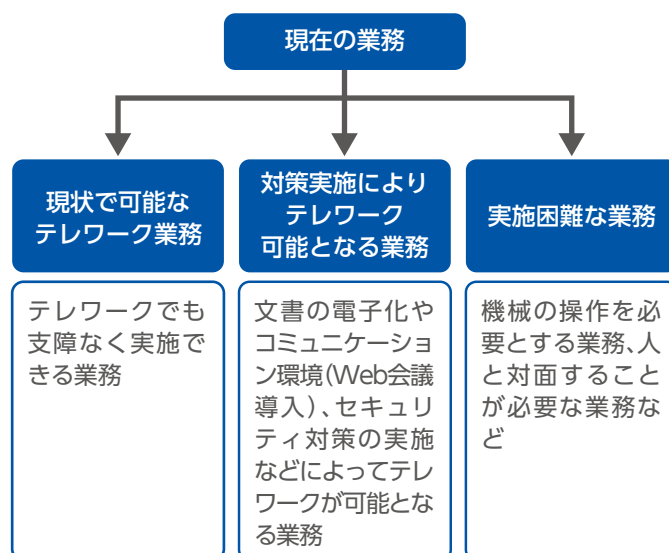 現在の業務
現状で可能な
テレワーク業務
テレワークでも
支障なく実施で
きる業務
対策実施により
テレワーク
可能となる業務
文書の電子化や
コミュニケーショ
ン環境(Web会議
導入)、セキュリ
ティ対策の実施
などによってテレ
ワークが可能とな
る業務
実施困難な業務
機械の操作を必
要とする業務、人
と対面すること
が必要な業務な
ど